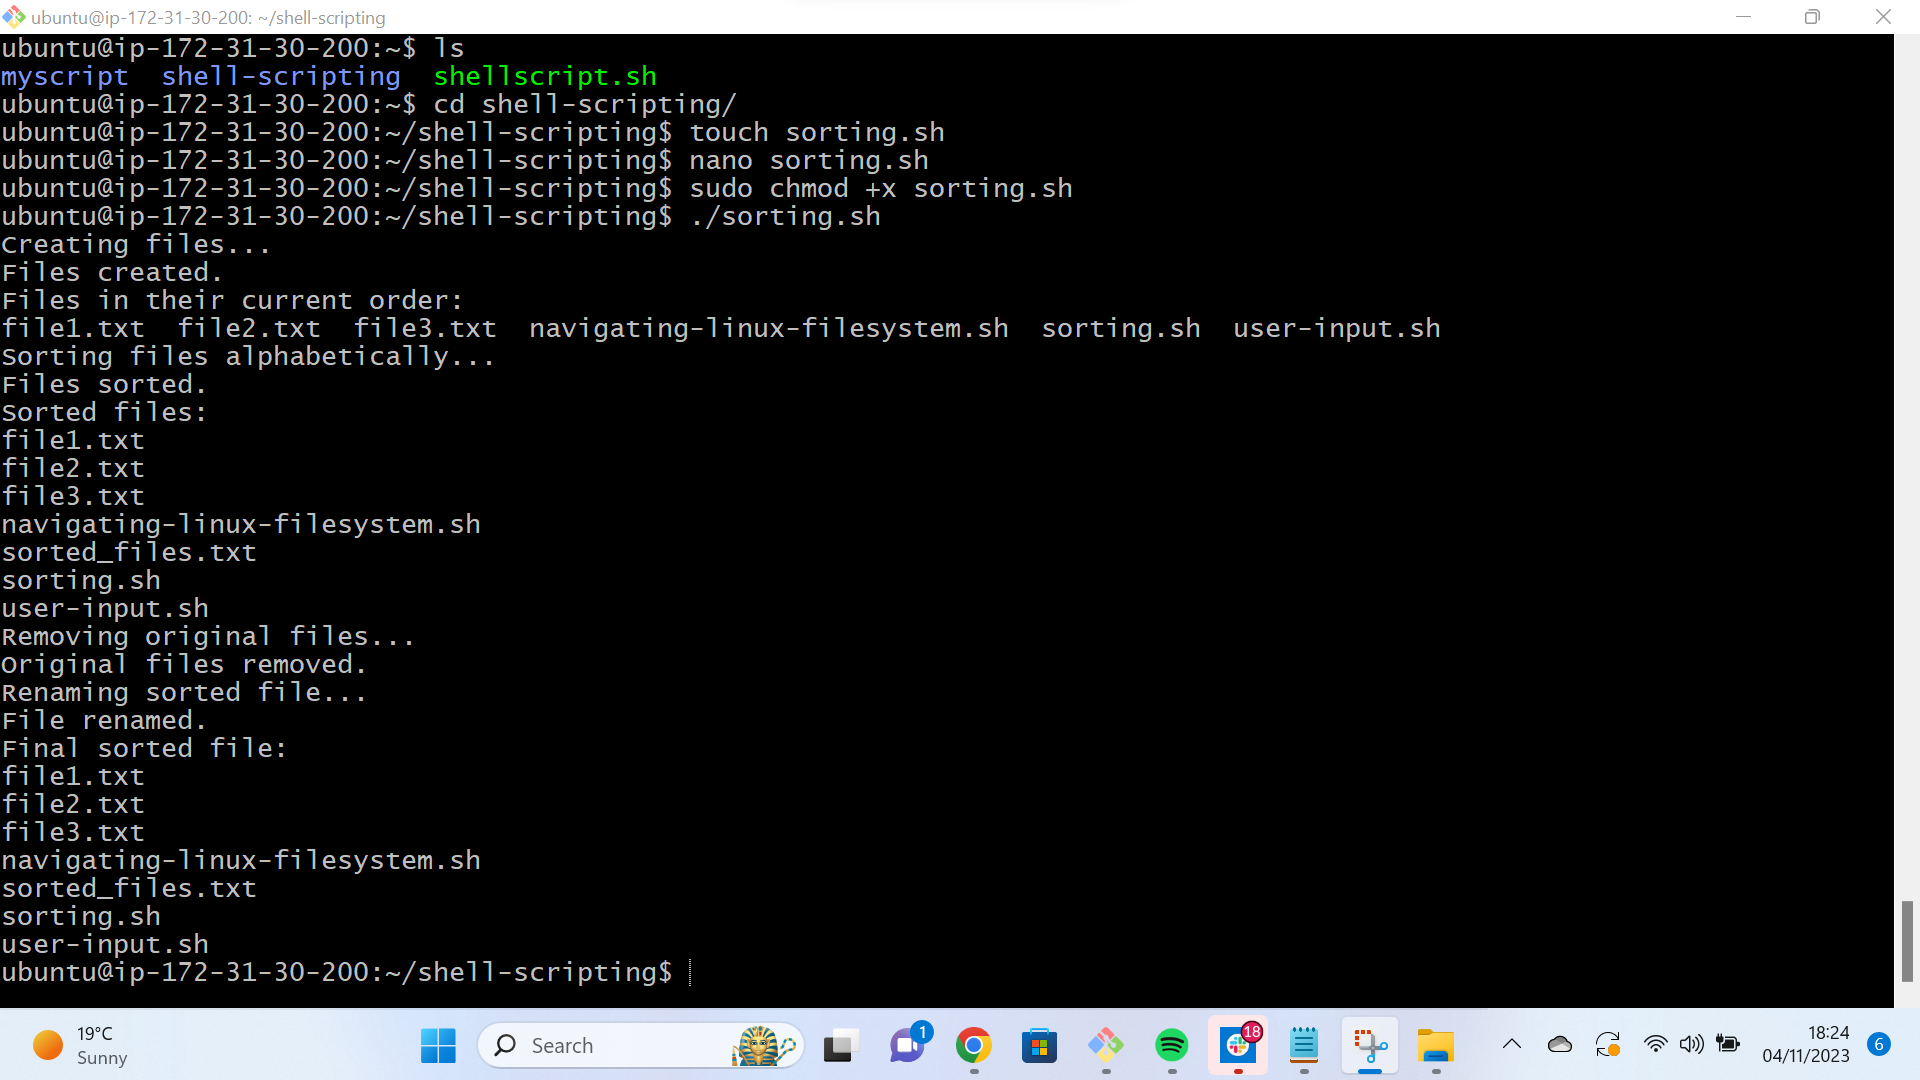 ubuntu@ip-172-31-30-200: ~/shell-scripting
ubuntu@ip-172-31-30-200:~$ ls
myscript  shell-scripting  shellscript.sh
ubuntu@ip-172-31-30-200:~$ cd shell-scripting/
ubuntu@ip-172-31-30-200:~/shell-scripting$ touch sorting.sh
ubuntu@ip-172-31-30-200:~/shell-scripting$ nano sorting.sh
ubuntu@ip-172-31-30-200:~/shell-scripting$ sudo chmod +x sorting.sh
ubuntu@ip-172-31-30-200:~/shell-scripting$ ./sorting.sh
Creating files...
Files created.
Files in their current order:
file1.txt  file2.txt  file3.txt  navigating-linux-filesystem.sh  sorting.sh  user-input.sh
Sorting files alphabetically...
Files sorted.
Sorted files:
file1.txt
file2.txt
file3.txt
navigating-linux-filesystem.sh
sorted_files.txt
sorting.sh
user-input.sh
Removing original files...
Original files removed.
Renaming sorted file...
File renamed.
Final sorted file:
file1.txt
file2.txt
file3.txt
navigating-linux-filesystem.sh
sorted_files.txt
sorting.sh
user-input.sh
ubuntu@ip-172-31-30-200:~/shell-scripting$
19°C
Sunny
Search
1
18
18:24
04/11/2023
6